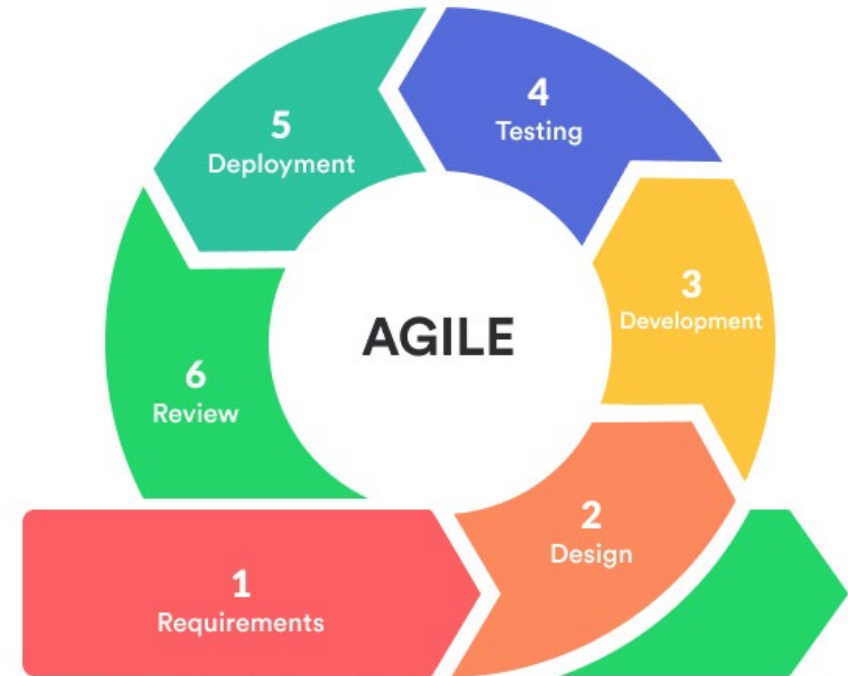 AGILE
1
Requirements
2
Design
3
Development
4
Testing
5
Deployment
6
Review